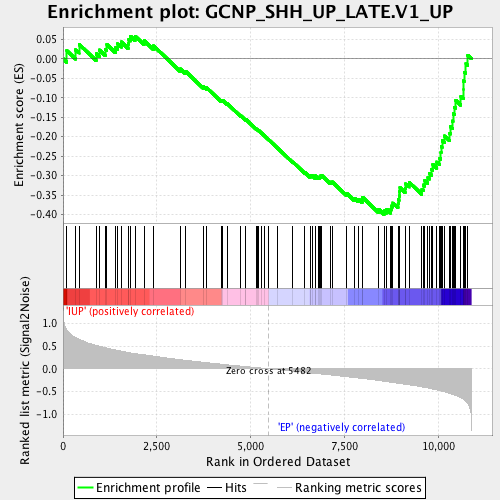 Enrichment plot: GCNP_SHH_UP_LATE.V1_UP
Enrichment score (ES)
0.05
0.00
-0.05
-0.10
-0.15
-0.20
-0.25
-0.30
-0.35
-0.40
'IUP' (positively correlated)
Ranked list metric (Signal2Noise)
1.0
0.5
0.0
-0.5
-1.0
Zero cross at 5482
'EP' (negatively correlated)
0
2,500
5,000
7,500
10,000
Rank in Ordered Dataset
Enrichment profile
Hits
Ranking metric scores